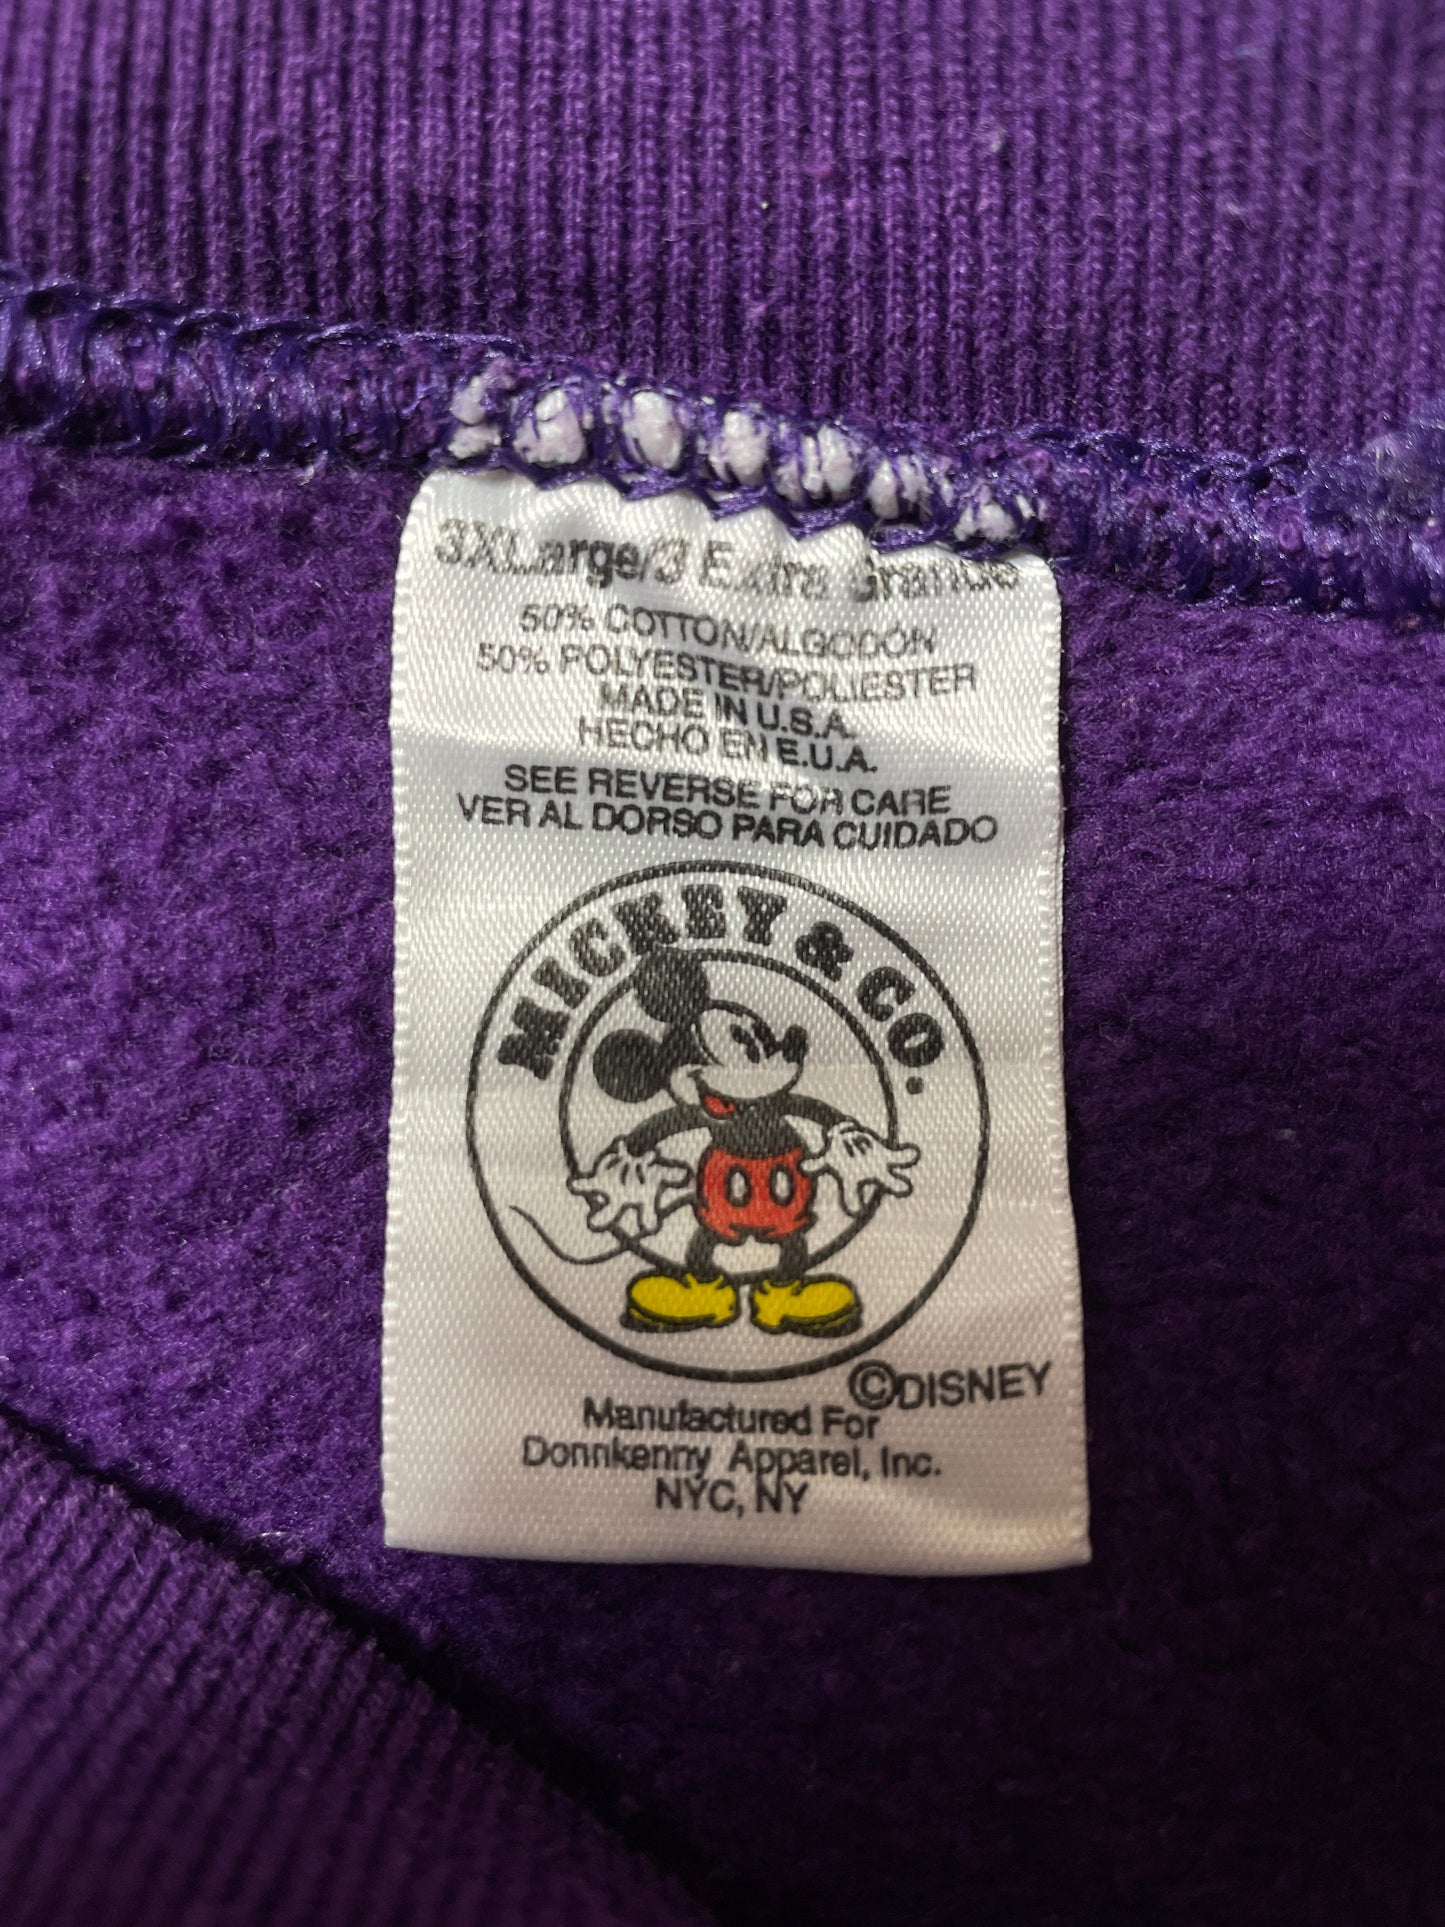 3XLarge/3 Extra Grande
50% COTTON/ALGODÓN
50% POLYESTER/POLIESTER
MADE IN U.S.A.
HECHO EN E.U.A.
SEE REVERSE FOR CARE
VER AL DORSO PARA CUIDADO
MICKEY & CO.
©DISNEY
Manufactured For
Donnkenny Apparel, Inc.
NYC, NY